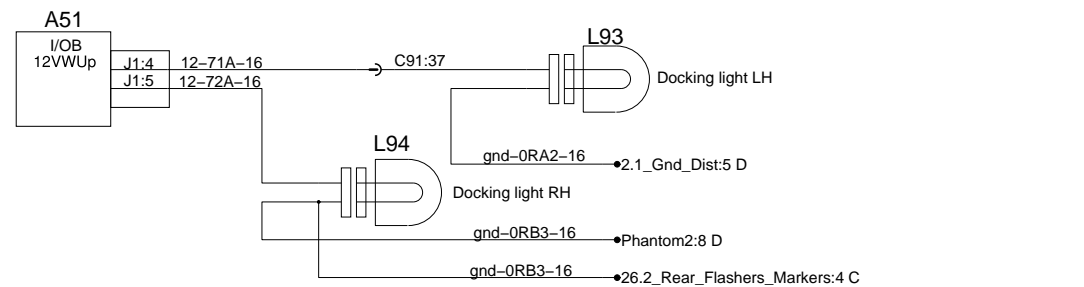 A51
I/OB
12VWUp
J1:4
12–71A–16
C91:37
L93
Docking light LH
J1:5
12–72A–16
L94
gnd–0RA2–16
2.1_Gnd_Dist:5 D
Docking light RH
gnd–0RB3–16
Phantom2:8 D
gnd–0RB3–16
26.2_Rear_Flashers_Markers:4 C